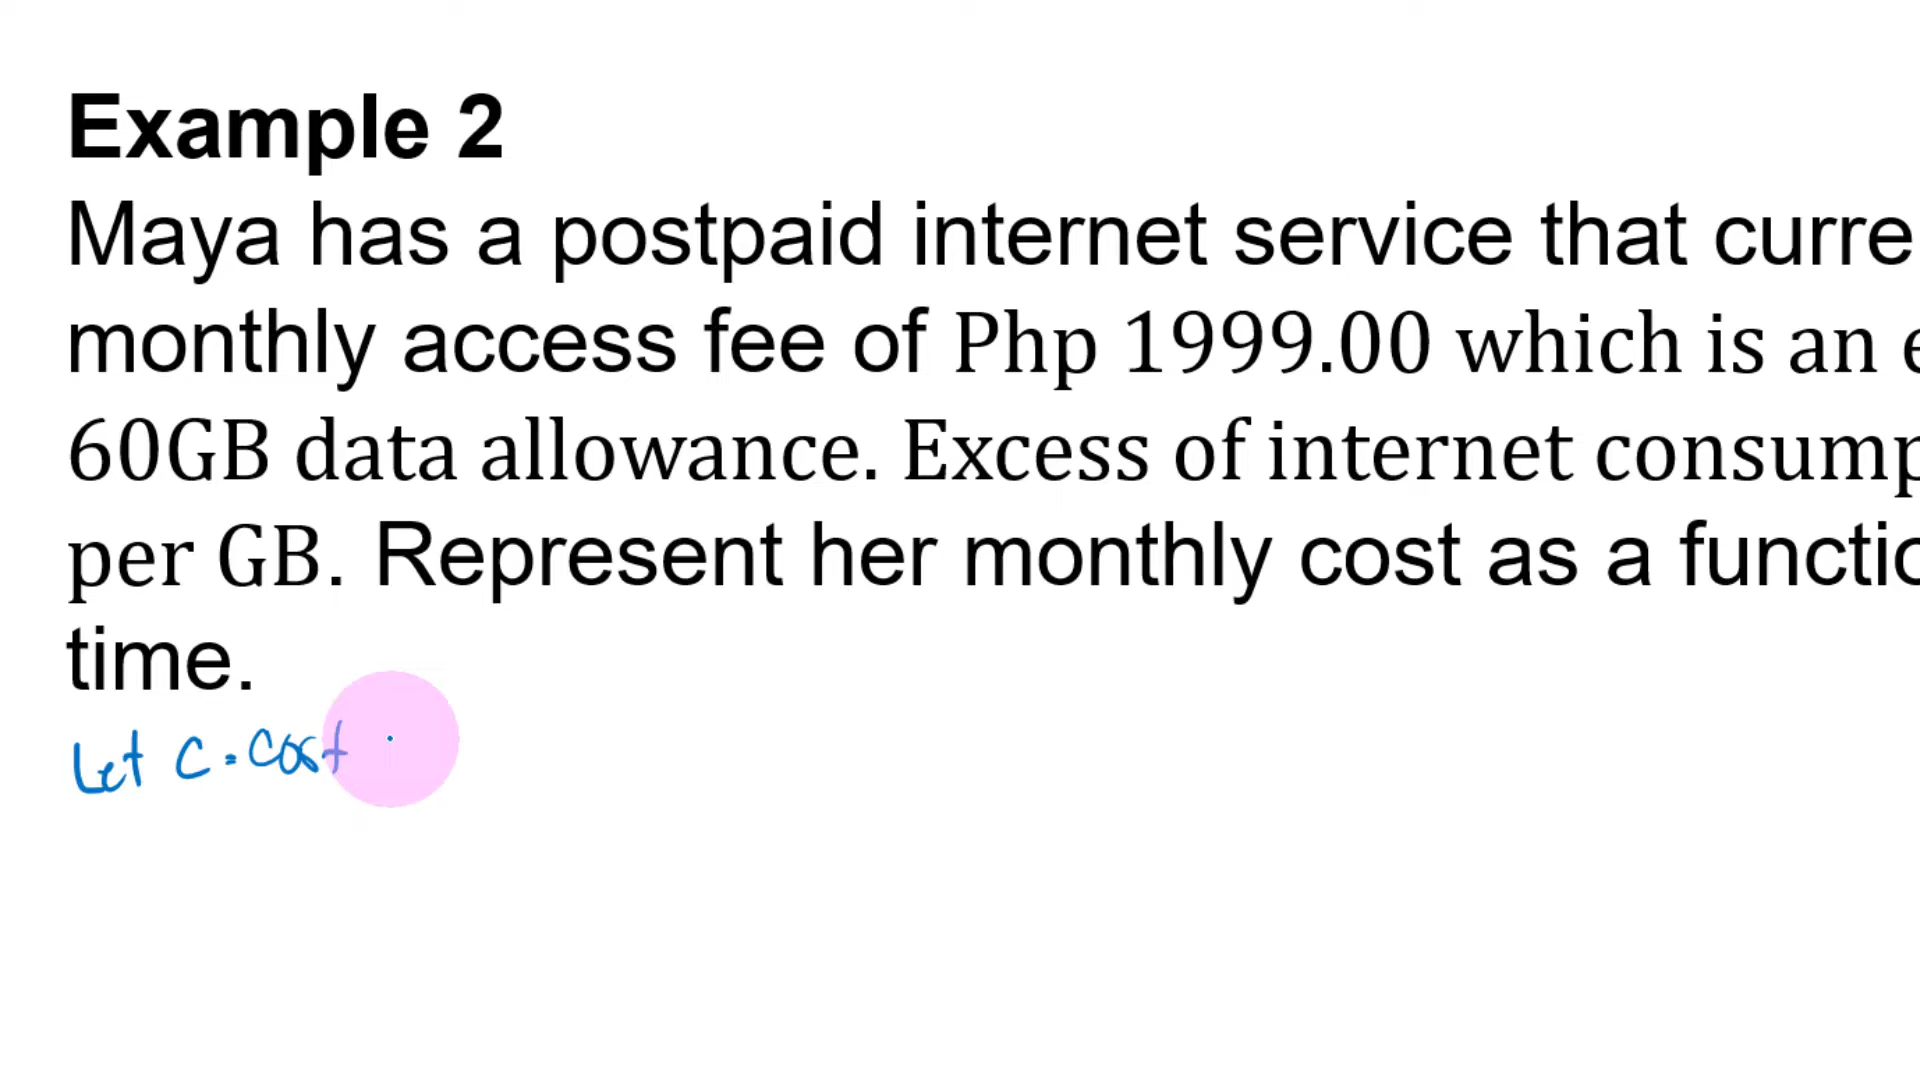 Example 2
Maya has a postpaid internet service that curre
monthly access fee of Php 1999.00 which is an e
60GB data allowance. Excess of internet consump
per GB. Represent her monthly cost as a functio
time.
Let c = cost